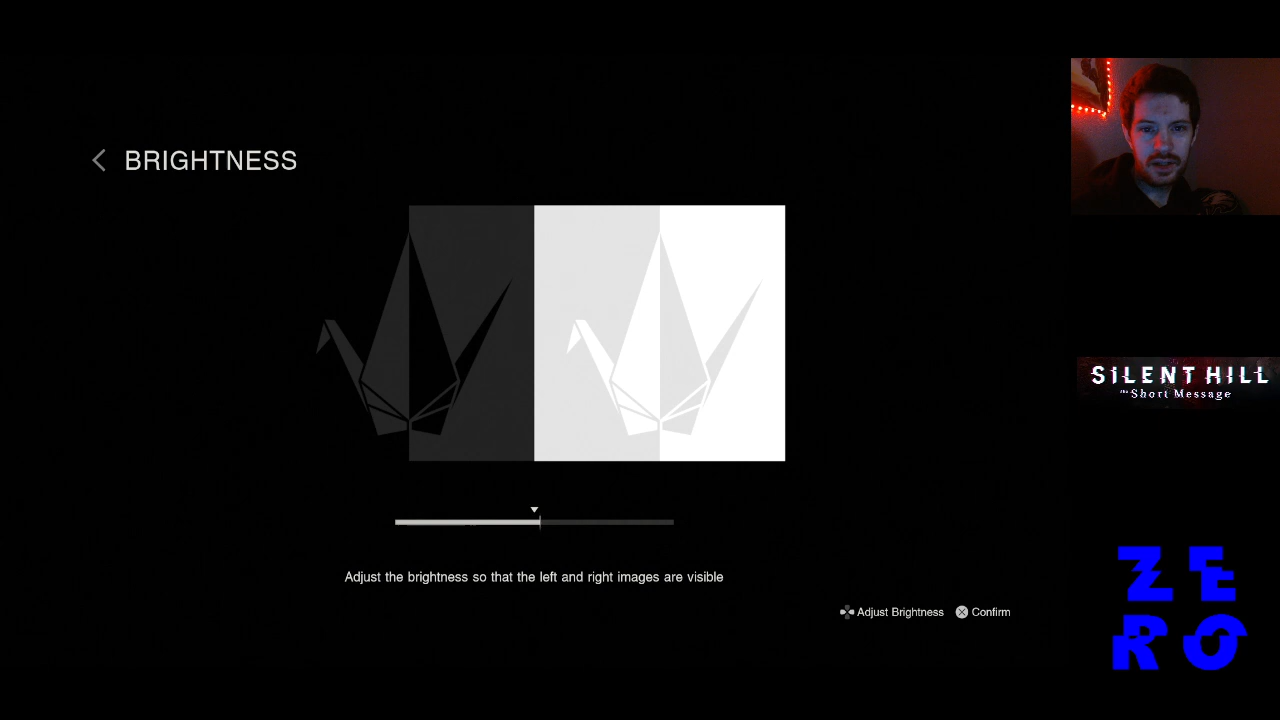 BRIGHTNESS
SILENT HILL
The Short Message
Adjust the brightness so that the left and right images are visible
Adjust Brightness Confirm
ZE
RO